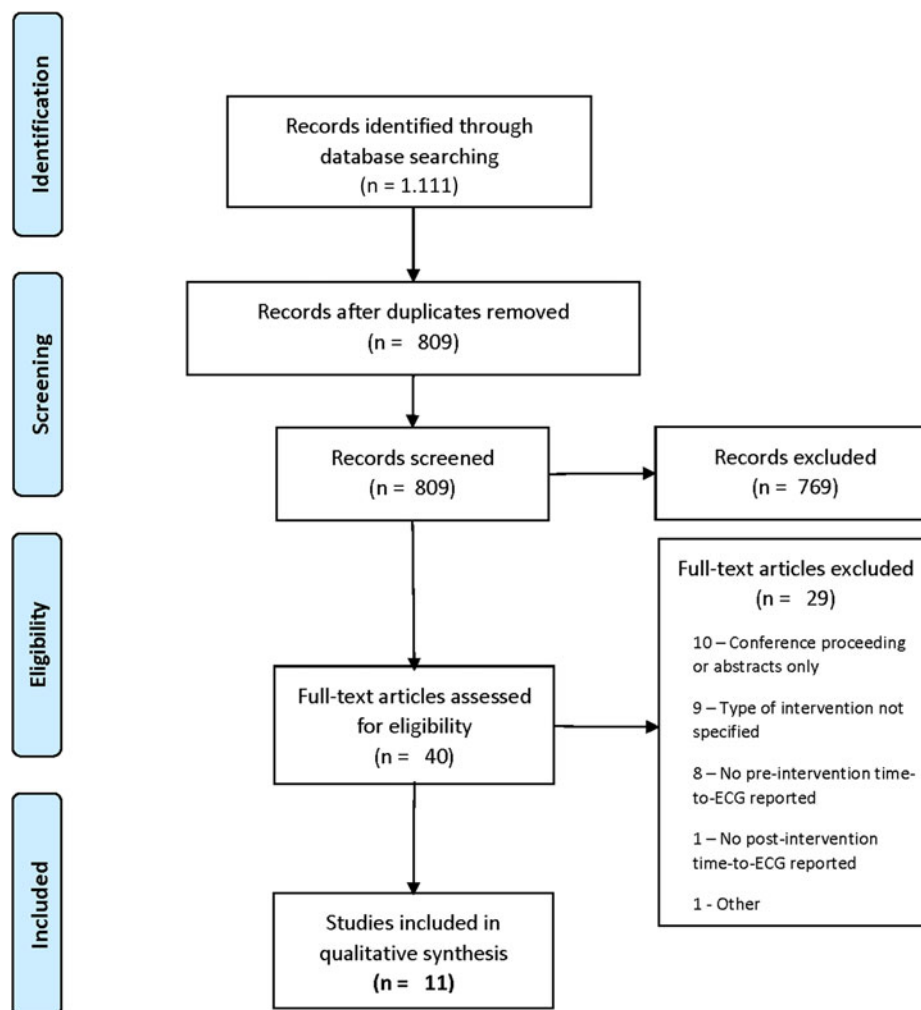 Identification
Records identified through
database searching
(n = 1.111)
Screening
Records after duplicates removed
(n = 809)
Records screened
(n = 809)
Records excluded
(n = 769)
Eligibility
Full-text articles assessed
for eligibility
(n = 40)
Full-text articles excluded
(n = 29)
10 – Conference proceeding
or abstracts only
9 – Type of intervention not
specified
8 – No pre-intervention time-
to-ECG reported
1 – No post-intervention
time-to-ECG reported
1 - Other
Included
Studies included in
qualitative synthesis
(n = 11)